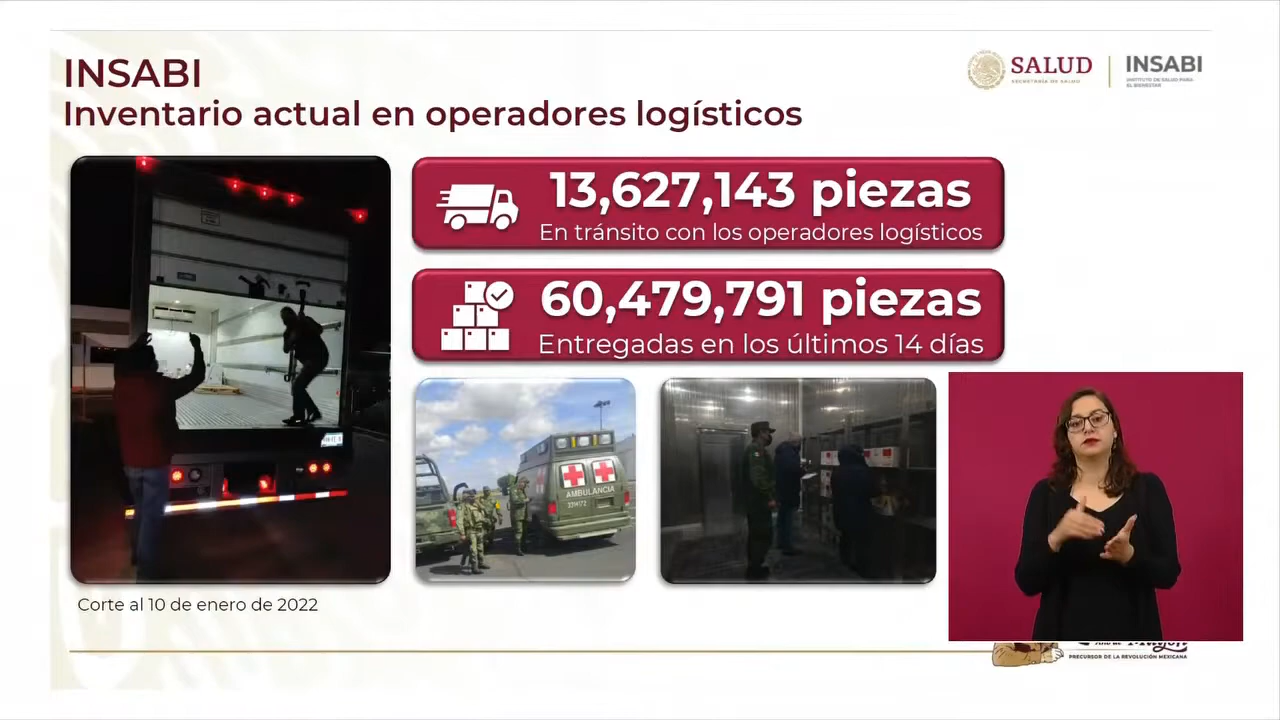 INSABI
Inventario actual en operadores logísticos
SALUD
SECRETARÍA DE SALUD
INSABI
INSTITUTO DE SALUD PARA
EL BIENESTAR
13,627,143 piezas
En tránsito con los operadores logísticos
60,479,791 piezas
Entregadas en los últimos 14 días
AMBULANCIA
Corte al 10 de enero de 2022
PRECURSOR DE LA REVOLUCIÓN MEXICANA